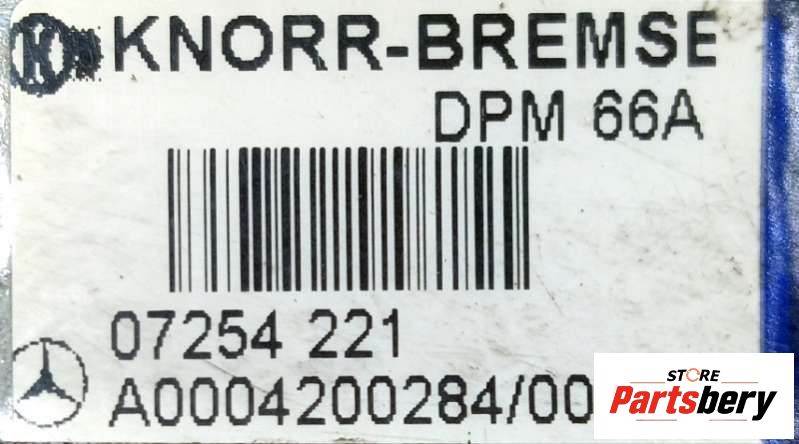 KNORR-BREMSE
DPM 66A
07254 221
A0004200284/00
STORE
Partsbery